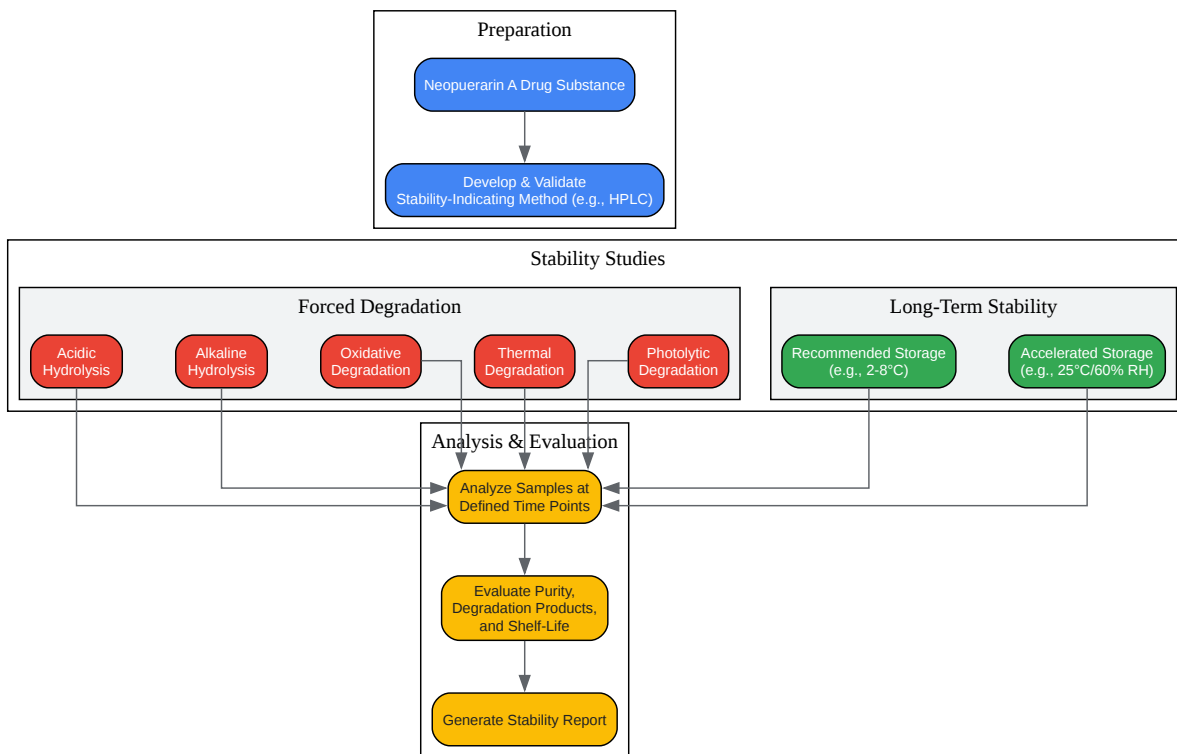 Preparation
Neopuerarin A Drug Substance
Develop & Validate
Stability-Indicating Method (e.g., HPLC)
Stability Studies
Forced Degradation
Acidic
Hydrolysis
Alkaline
Hydrolysis
Oxidative
Degradation
Thermal
Degradation
Photolytic
Degradation
Long-Term Stability
Recommended Storage
(e.g., 2-8°C)
Accelerated Storage
(e.g., 25°C/60% RH)
Analysis & Evaluation
Analyze Samples at
Defined Time Points
Evaluate Purity,
Degradation Products,
and Shelf-Life
Generate Stability Report